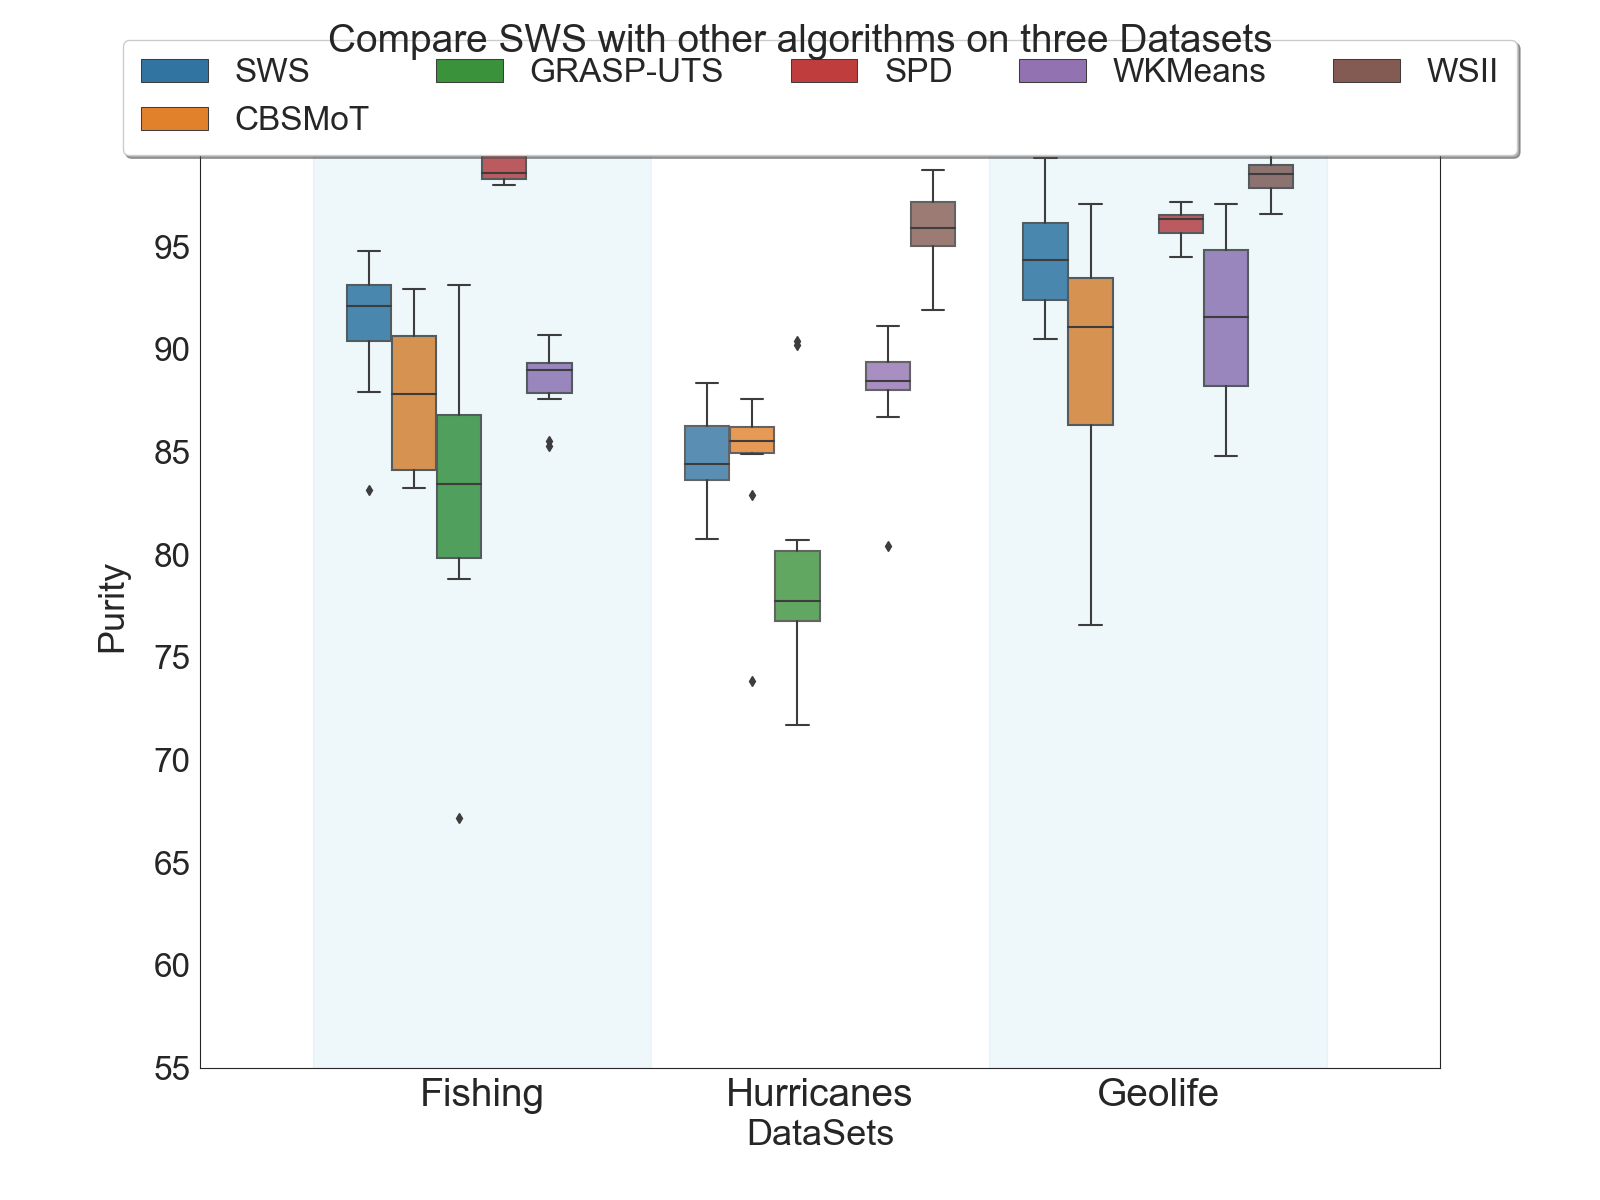 Compare SWS with other algorithms on three Datasets
SWS GRASP-UTS SPD WKMeans WSII
CBSMoT
95
90
85
80
75
70
65
60
55
Purity
Fishing Hurricanes Geolife
DataSets